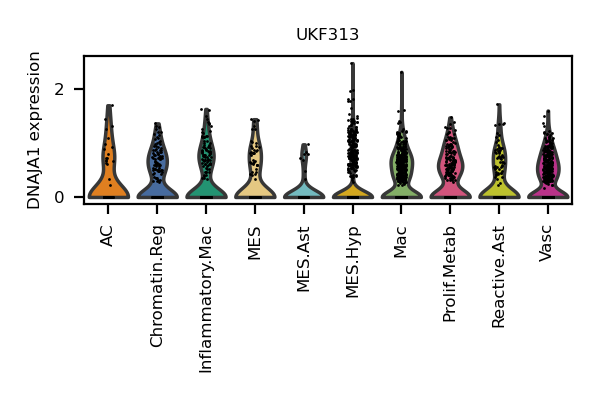 UKF313
DNAJA1 expression
2
0
AC
Chromatin.Reg
Inflammatory.Mac
MES
MES.Ast
MES.Hyp
Mac
Prolif.Metab
Reactive.Ast
Vasc